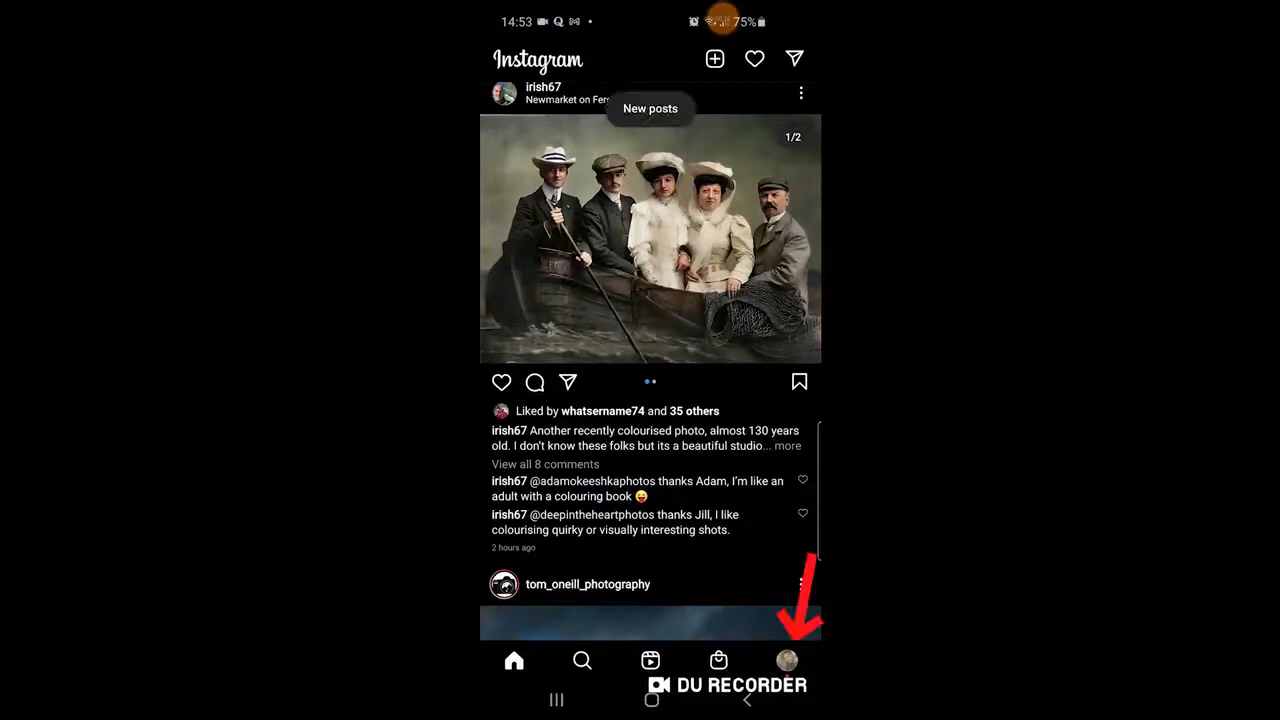 14:53
75%
Instagram
irish67
Newmarket on Fer
New posts
1/2
Liked by whatsername74 and 35 others
irish67 Another recently colourised photo, almost 130 years
old. I don't know these folks but its a beautiful studio... more
View all 8 comments
irish67 @adamokeeshkaphotos thanks Adam, I'm like an
adult with a colouring book 😝
irish67 @deepintheheartphotos thanks Jill, I like
colourising quirky or visually interesting shots.
2 hours ago
tom_oneill_photography
DU RECORDER